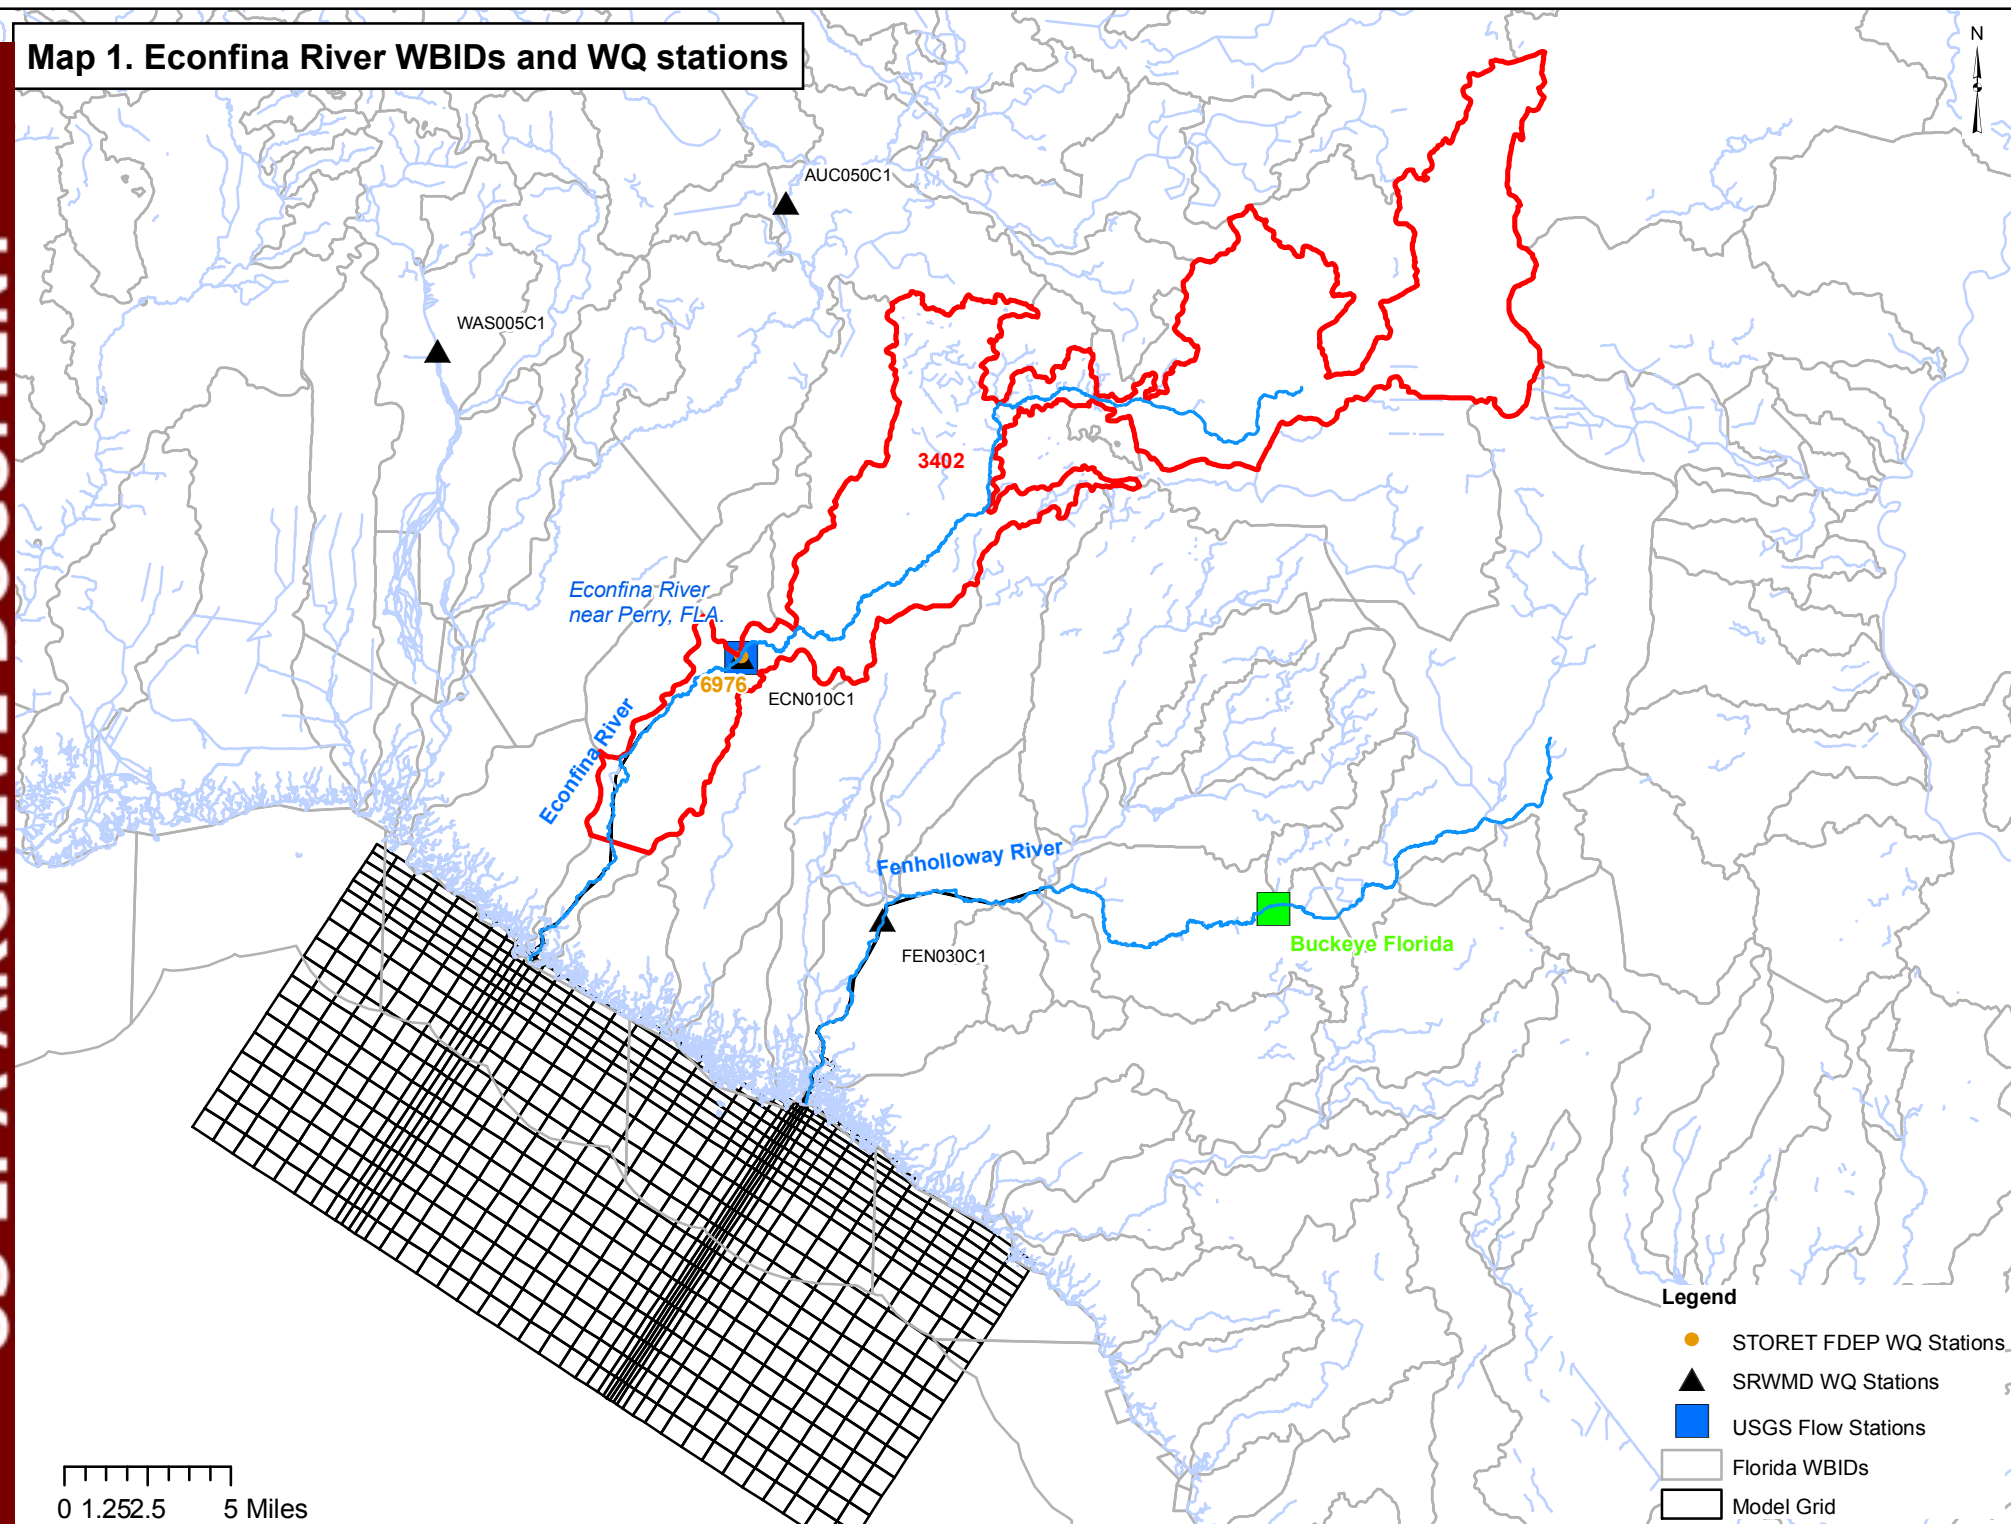 Map 1. Econfina River WBIDs and WQ stations
N
AUC050C1
WAS005C1
3402
Econfina River
near Perry, FLA.
6976
ECN010C1
Econfina River
Fenholloway River
Buckeye Florida
FEN030C1
Legend
STORET FDEP WQ Stations
SRWMD WQ Stations
USGS Flow Stations
Florida WBIDs
Model Grid
0 1.252.5 5 Miles